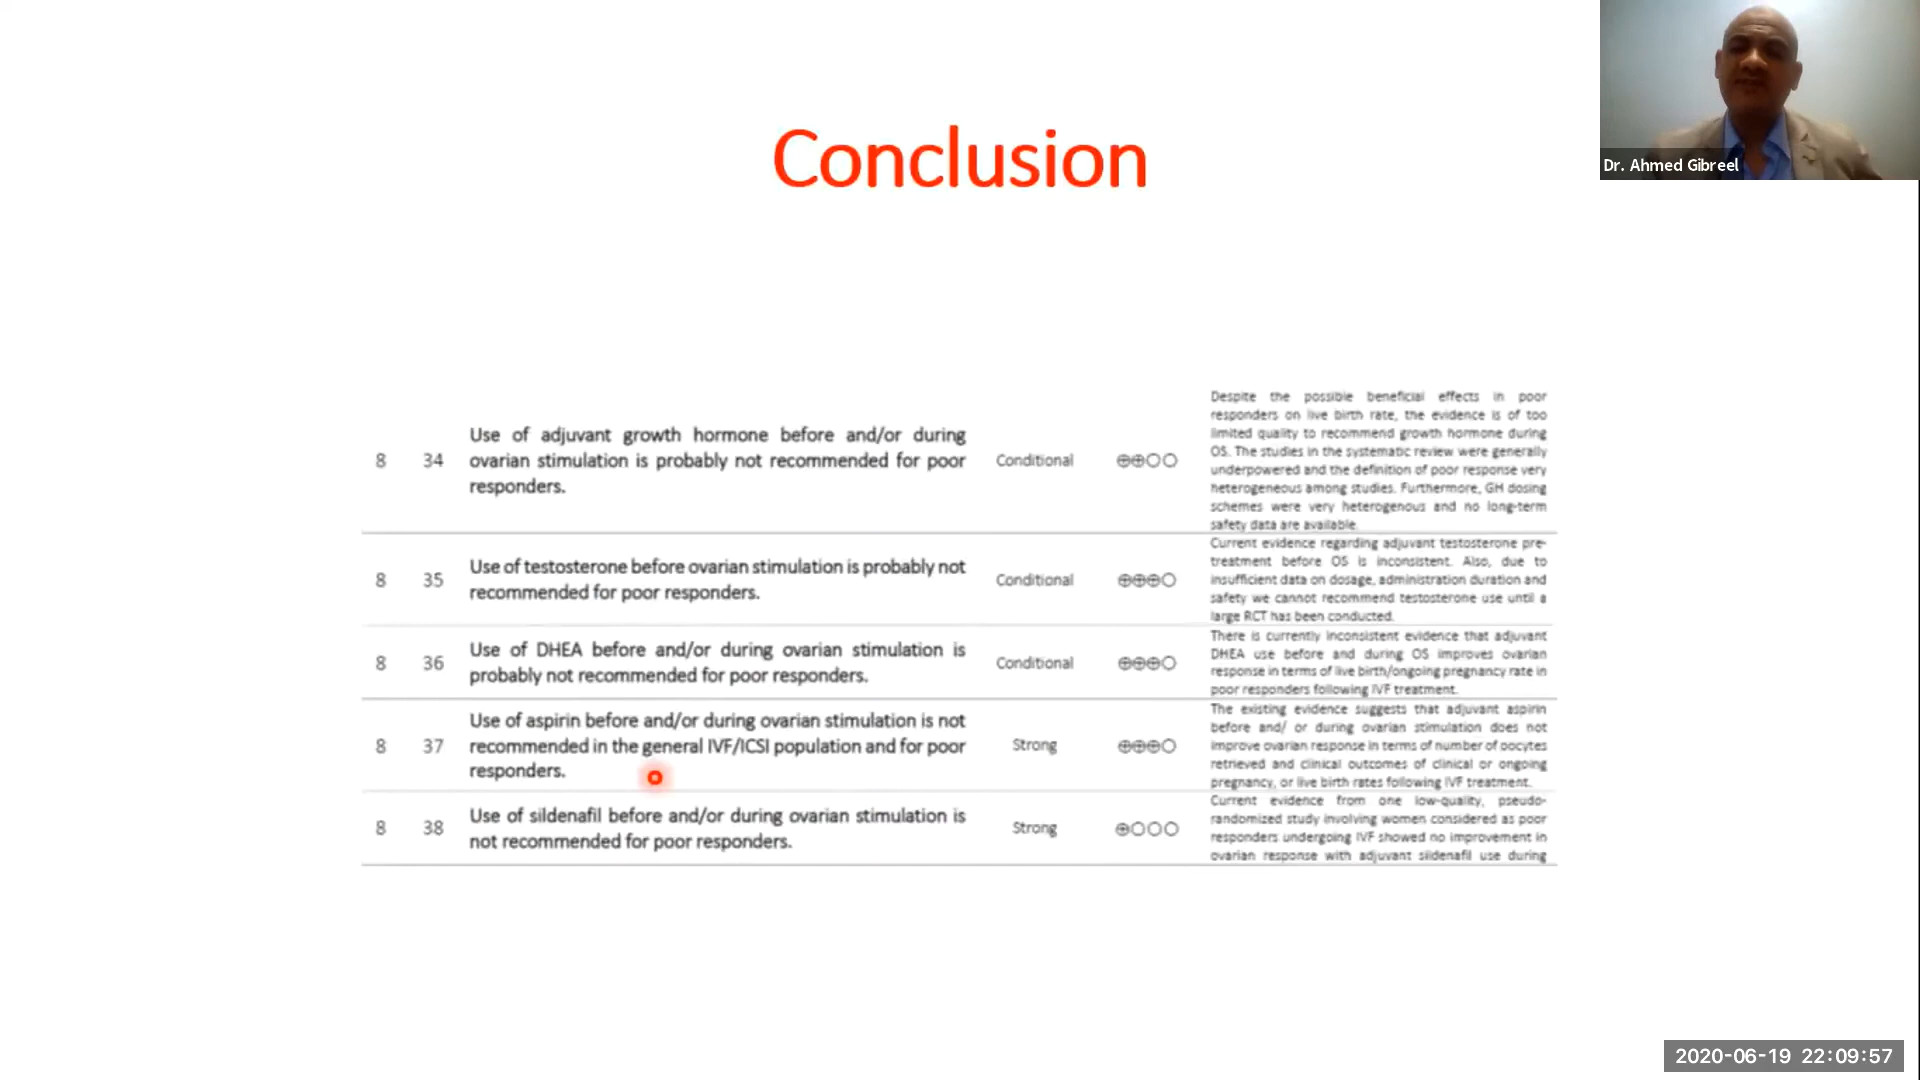 Conclusion
Dr. Ahmed Gibreel
8 34 Use of adjuvant growth hormone before and/or during
ovarian stimulation is probably not recommended for poor
responders.
Conditional ⊕⊕○○
Despite the possible beneficial effects in poor
responders on live birth rate, the evidence is of too
limited quality to recommend growth hormone during
OS. The studies in the systematic review were generally
underpowered and the definition of poor response very
heterogeneous among studies. Furthermore, GH dosing
schemes were very heterogenous and no long-term
safety data are available.
8 35 Use of testosterone before ovarian stimulation is probably not
recommended for poor responders.
Conditional ⊕⊕⊕○
Current evidence regarding adjuvant testosterone pre-
treatment before OS is inconsistent. Also, due to
insufficient data on dosage, administration duration and
safety we cannot recommend testosterone use until a
large RCT has been conducted.
8 36 Use of DHEA before and/or during ovarian stimulation is
probably not recommended for poor responders.
Conditional ⊕⊕⊕○
There is currently inconsistent evidence that adjuvant
DHEA use before and during OS improves ovarian
response in terms of live birth/ongoing pregnancy rate in
poor responders following IVF treatment.
8 37 Use of aspirin before and/or during ovarian stimulation is not
recommended in the general IVF/ICSI population and for poor
responders.
Strong ⊕⊕⊕○
The existing evidence suggests that adjuvant aspirin
before and/ or during ovarian stimulation does not
improve ovarian response in terms of number of oocytes
retrieved and clinical outcomes of clinical or ongoing
pregnancy, or live birth rates following IVF treatment.
8 38 Use of sildenafil before and/or during ovarian stimulation is
not recommended for poor responders.
Strong ⊕○○○
Current evidence from one low-quality, pseudo-
randomized study involving women considered as poor
responders undergoing IVF showed no improvement in
ovarian response with adjuvant sildenafil use during
2020-06-19 22:09:57